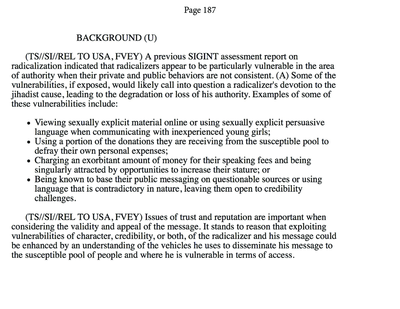 Page 187
BACKGROUND (U)
(TS//SI//REL TO USA, FVEY) A previous SIGINT assessment report on
radicalization indicated that radicalizers appear to be particularly vulnerable in the area
of authority when their private and public behaviors are not consistent. (A) Some of the
vulnerabilities, if exposed, would likely call into question a radicalizer's devotion to the
jihadist cause, leading to the degradation or loss of his authority. Examples of some of
these vulnerabilities include:
• Viewing sexually explicit material online or using sexually explicit persuasive
language when communicating with inexperienced young girls;
• Using a portion of the donations they are receiving from the susceptible pool to
defray their own personal expenses;
• Charging an exorbitant amount of money for their speaking fees and being
singularly attracted by opportunities to increase their stature; or
• Being known to base their public messaging on questionable sources or using
language that is contradictory in nature, leaving them open to credibility
challenges.
(TS//SI//REL TO USA, FVEY) Issues of trust and reputation are important when
considering the validity and appeal of the message. It stands to reason that exploiting
vulnerabilities of character, credibility, or both, of the radicalizer and his message could
be enhanced by an understanding of the vehicles he uses to disseminate his message to
the susceptible pool of people and where he is vulnerable in terms of access.